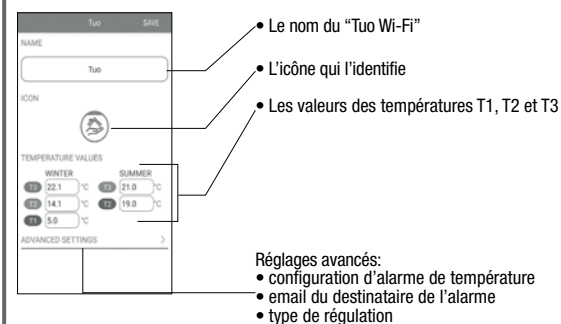 Tuo SAVE
NAME
Tuo
ICON
TEMPERATURE VALUES
WINTER SUMMER
T3 22.1 °C T3 21.0 °C
T2 14.1 °C T2 19.0 °C
T1 5.0 °C
ADVANCED SETTINGS >
• Le nom du “Tuo Wi-Fi”
• L’icône qui l’identifie
• Les valeurs des températures T1, T2 et T3
Réglages avancés:
• configuration d’alarme de température
• email du destinataire de l’alarme
• type de régulation